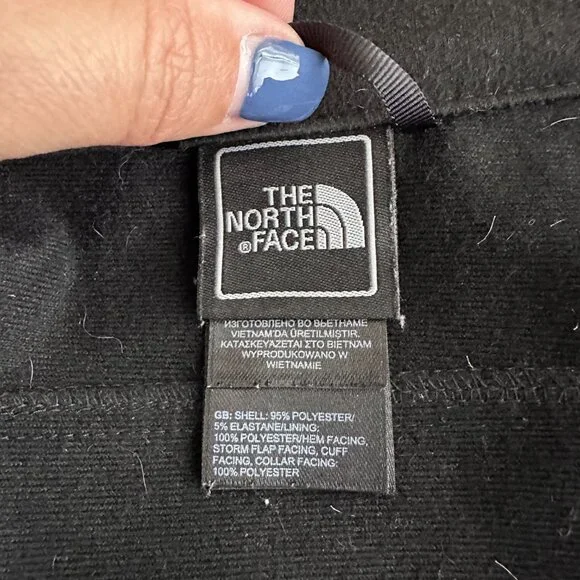 THE
NORTH
®FACE
ИЗГОТОВЛЕНО ВО ВЬЕТНАМЕ
VIETNAM'DA ÜRETILMISTIR.
ΚΑΤΑΣΚΕΥΑΖΕΤΑΙ ΣΤΟ ΒΙΕΤΝΑΜ
WYPRODUKOWANO W
WIETNAMIE
GB: SHELL: 95% POLYESTER/
5% ELASTANE/LINING:
100% POLYESTER/HEM FACING,
STORM FLAP FACING, CUFF
FACING, COLLAR FACING:
100% POLYESTER